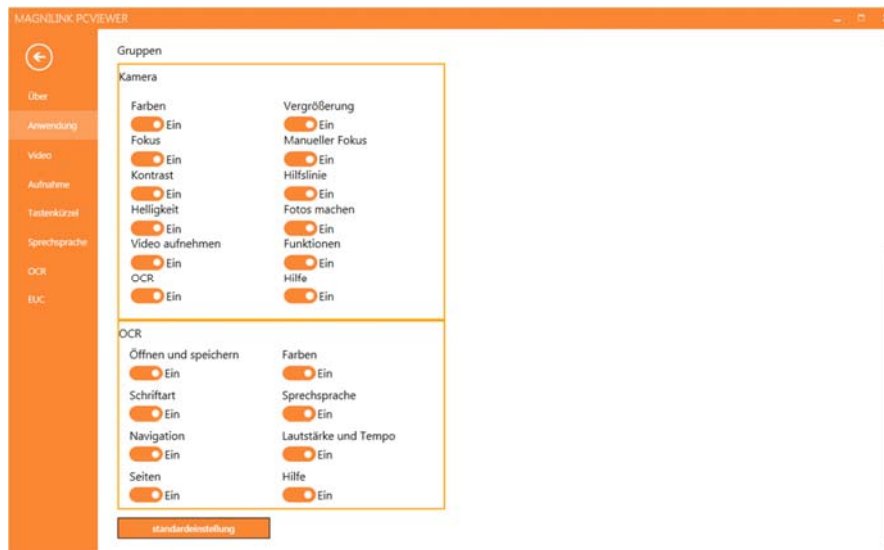 MAGNILINK PCVIEWER
Über
Anwendung
Video
Aufnahme
Tastenkürzel
Sprechsprache
OCR
EUC
Gruppen
Kamera
Farben Vergrößerung
Ein Ein
Fokus Manueller Fokus
Ein Ein
Kontrast Hilfslinie
Ein Ein
Helligkeit Fotos machen
Ein Ein
Video aufnehmen Funktionen
Ein Ein
OCR Hilfe
Ein Ein
OCR
Öffnen und speichern Farben
Ein Ein
Schriftart Sprechsprache
Ein Ein
Navigation Lautstärke und Tempo
Ein Ein
Seiten Hilfe
Ein Ein
standardeinstellung